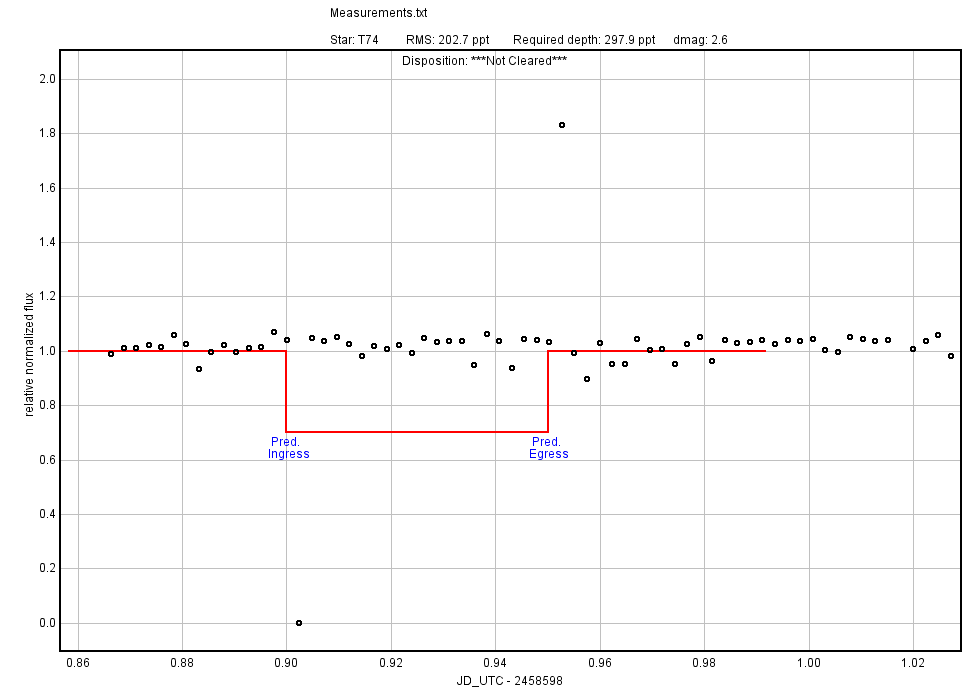 Measurements.txt
Star: T74 RMS: 202.7 ppt Required depth: 297.9 ppt dmag: 2.6
Disposition: ***Not Cleared***
2.0
1.8
1.6
1.4
1.2
1.0
0.8
0.6
0.4
0.2
0.0
relative normalized flux
Pred.
Ingress
Pred.
Egress
0.86 0.88 0.90 0.92 0.94 0.96 0.98 1.00 1.02
JD_UTC - 2458598